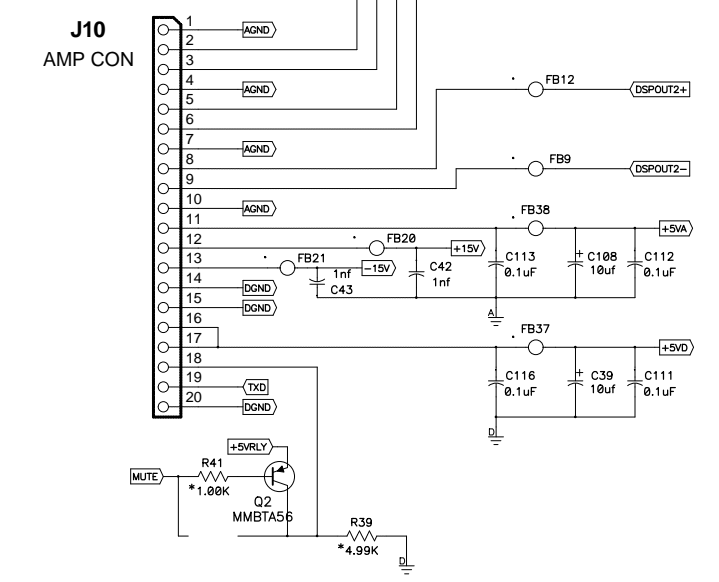 J10
AMP CON
1
AGND
2
3
4
AGND
5
6
7
AGND
8
9
10
AGND
11
12
13
14
DGND
15
DGND
16
17
18
19
TXD
20
DGND
FB12
DSPOUT2+
FB9
DSPOUT2-
FB38
+5VA
FB20
+15V
FB21
-15V
1nf
C43
C42
1nf
C113
0.1uF
+
C108
10uf
C112
0.1uF
A
FB37
+5VD
C116
0.1uF
+
C39
10uf
C111
0.1uF
D
+5VRLY
MUTE
R41
*1.00K
Q2
MMBTA56
R39
*4.99K
D